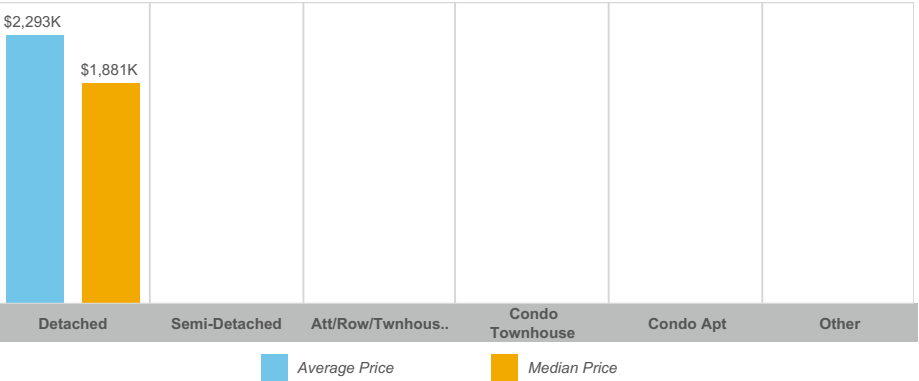 $2,293K
$1,881K
Detached
Semi-Detached
Att/Row/Twnhous..
Condo
Townhouse
Condo Apt
Other
Average Price
Median Price